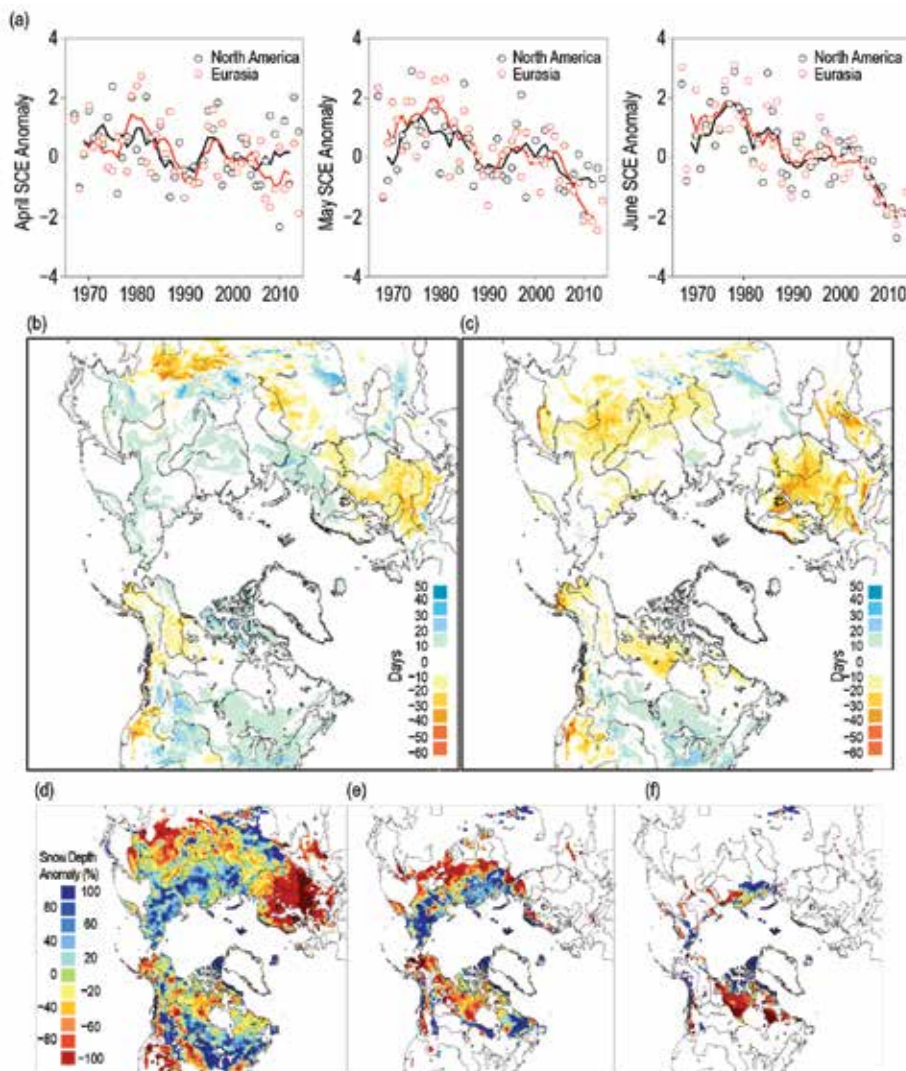 (a)
North America
Eurasia
4
2
0
−2
−4
April SCE Anomaly
1970 1980 1990 2000 2010
North America
Eurasia
4
2
0
−2
−4
May SCE Anomaly
1970 1980 1990 2000 2010
North America
Eurasia
4
2
0
−2
−4
June SCE Anomaly
1970 1980 1990 2000 2010
(b)
50
40
30
20
10
0
−10
−20
−30
−40
−50
−60
Days
(c)
50
40
30
20
10
0
−10
−20
−30
−40
−50
−60
Days
(d)
Snow Depth
Anomaly (%)
100
80
60
40
20
0
−20
−40
−60
−80
−100
(e)
(f)